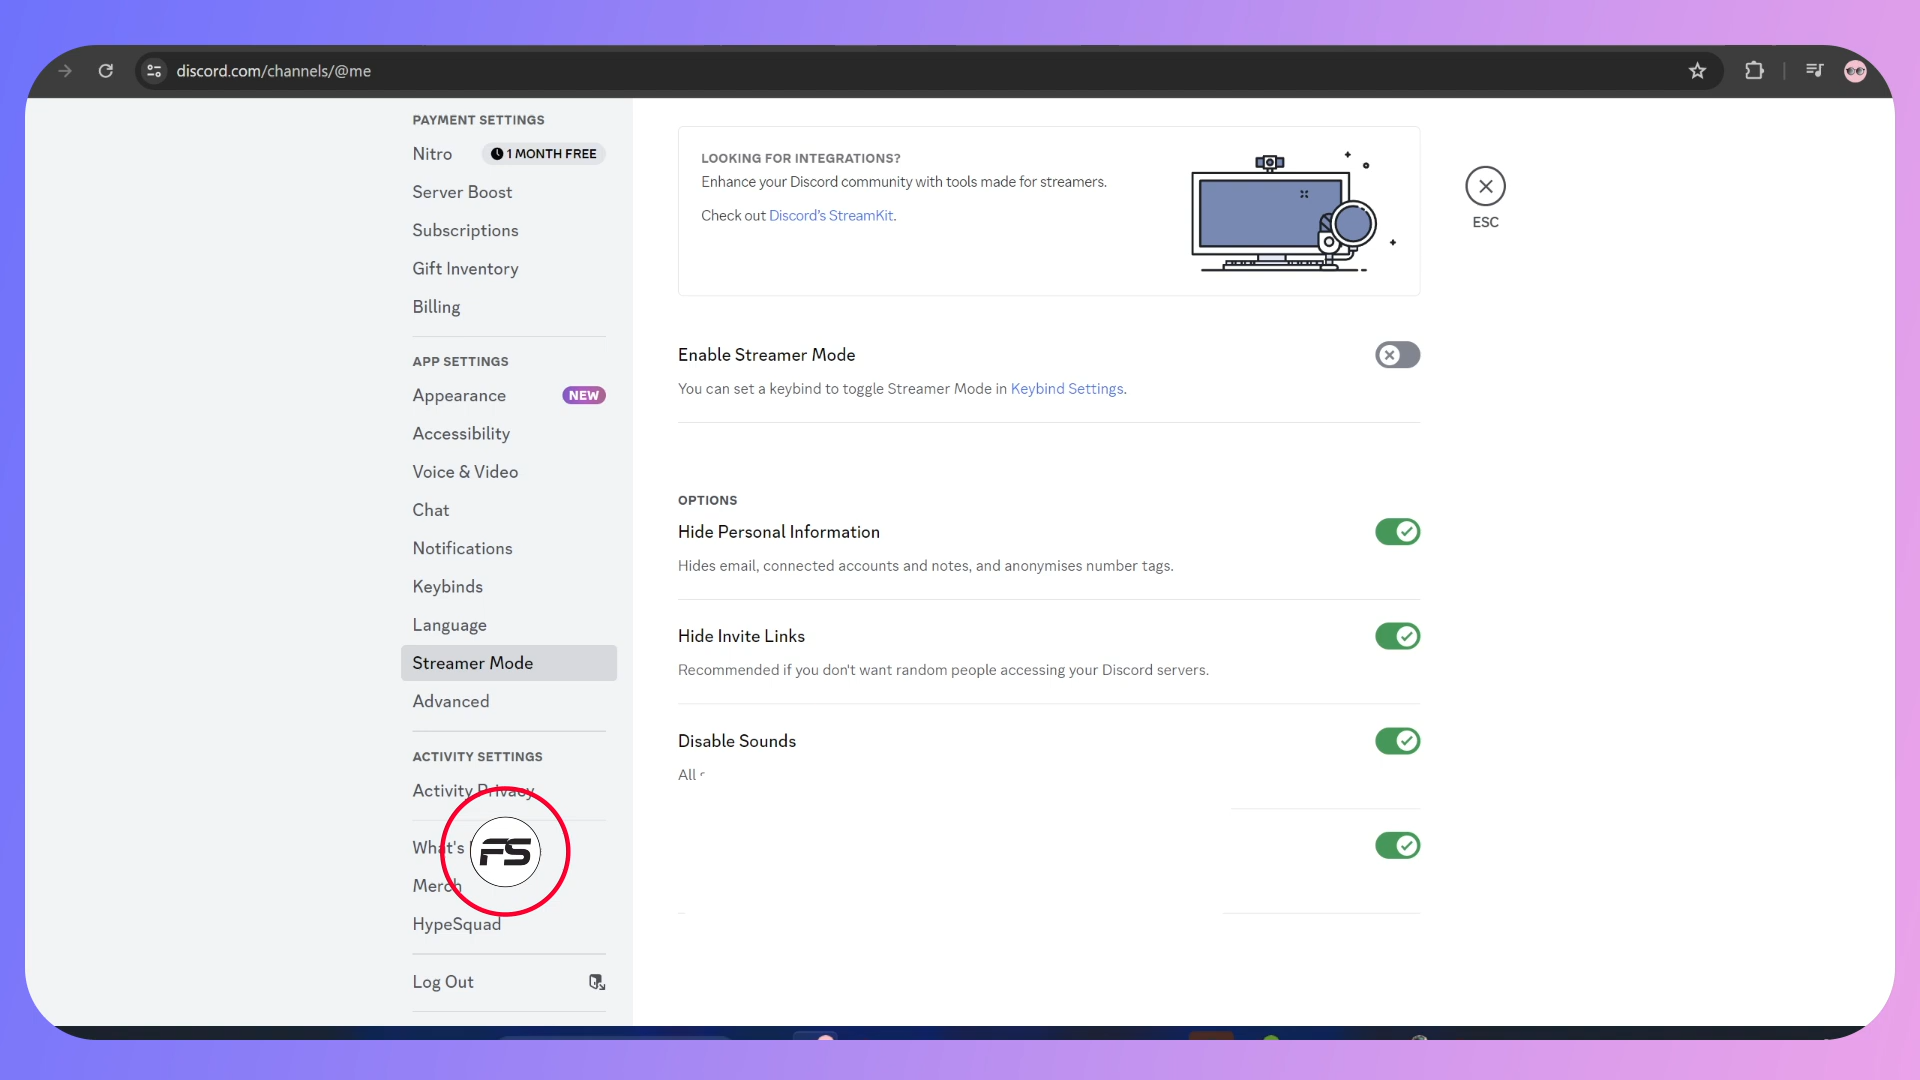 discord.com/channels/@me
PAYMENT SETTINGS
Nitro
1 MONTH FREE
Server Boost
Subscriptions
Gift Inventory
Billing
APP SETTINGS
Appearance
NEW
Accessibility
Voice & Video
Chat
Notifications
Keybinds
Language
Streamer Mode
Advanced
ACTIVITY SETTINGS
Activity Privacy
What's
FS
Merch
HypeSquad
Log Out
LOOKING FOR INTEGRATIONS?
Enhance your Discord community with tools made for streamers.
Check out Discord's StreamKit.
ESC
Enable Streamer Mode
You can set a keybind to toggle Streamer Mode in Keybind Settings.
OPTIONS
Hide Personal Information
Hides email, connected accounts and notes, and anonymises number tags.
Hide Invite Links
Recommended if you don't want random people accessing your Discord servers.
Disable Sounds
All